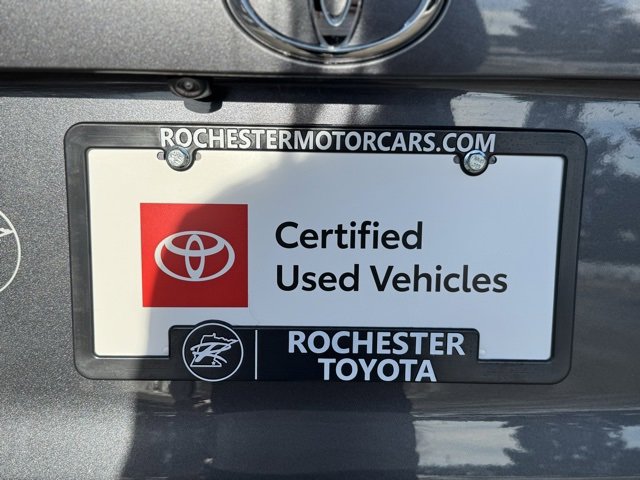 ROCHESTERMOTORCARS.COM
Certified
Used Vehicles
ROCHESTER
TOYOTA